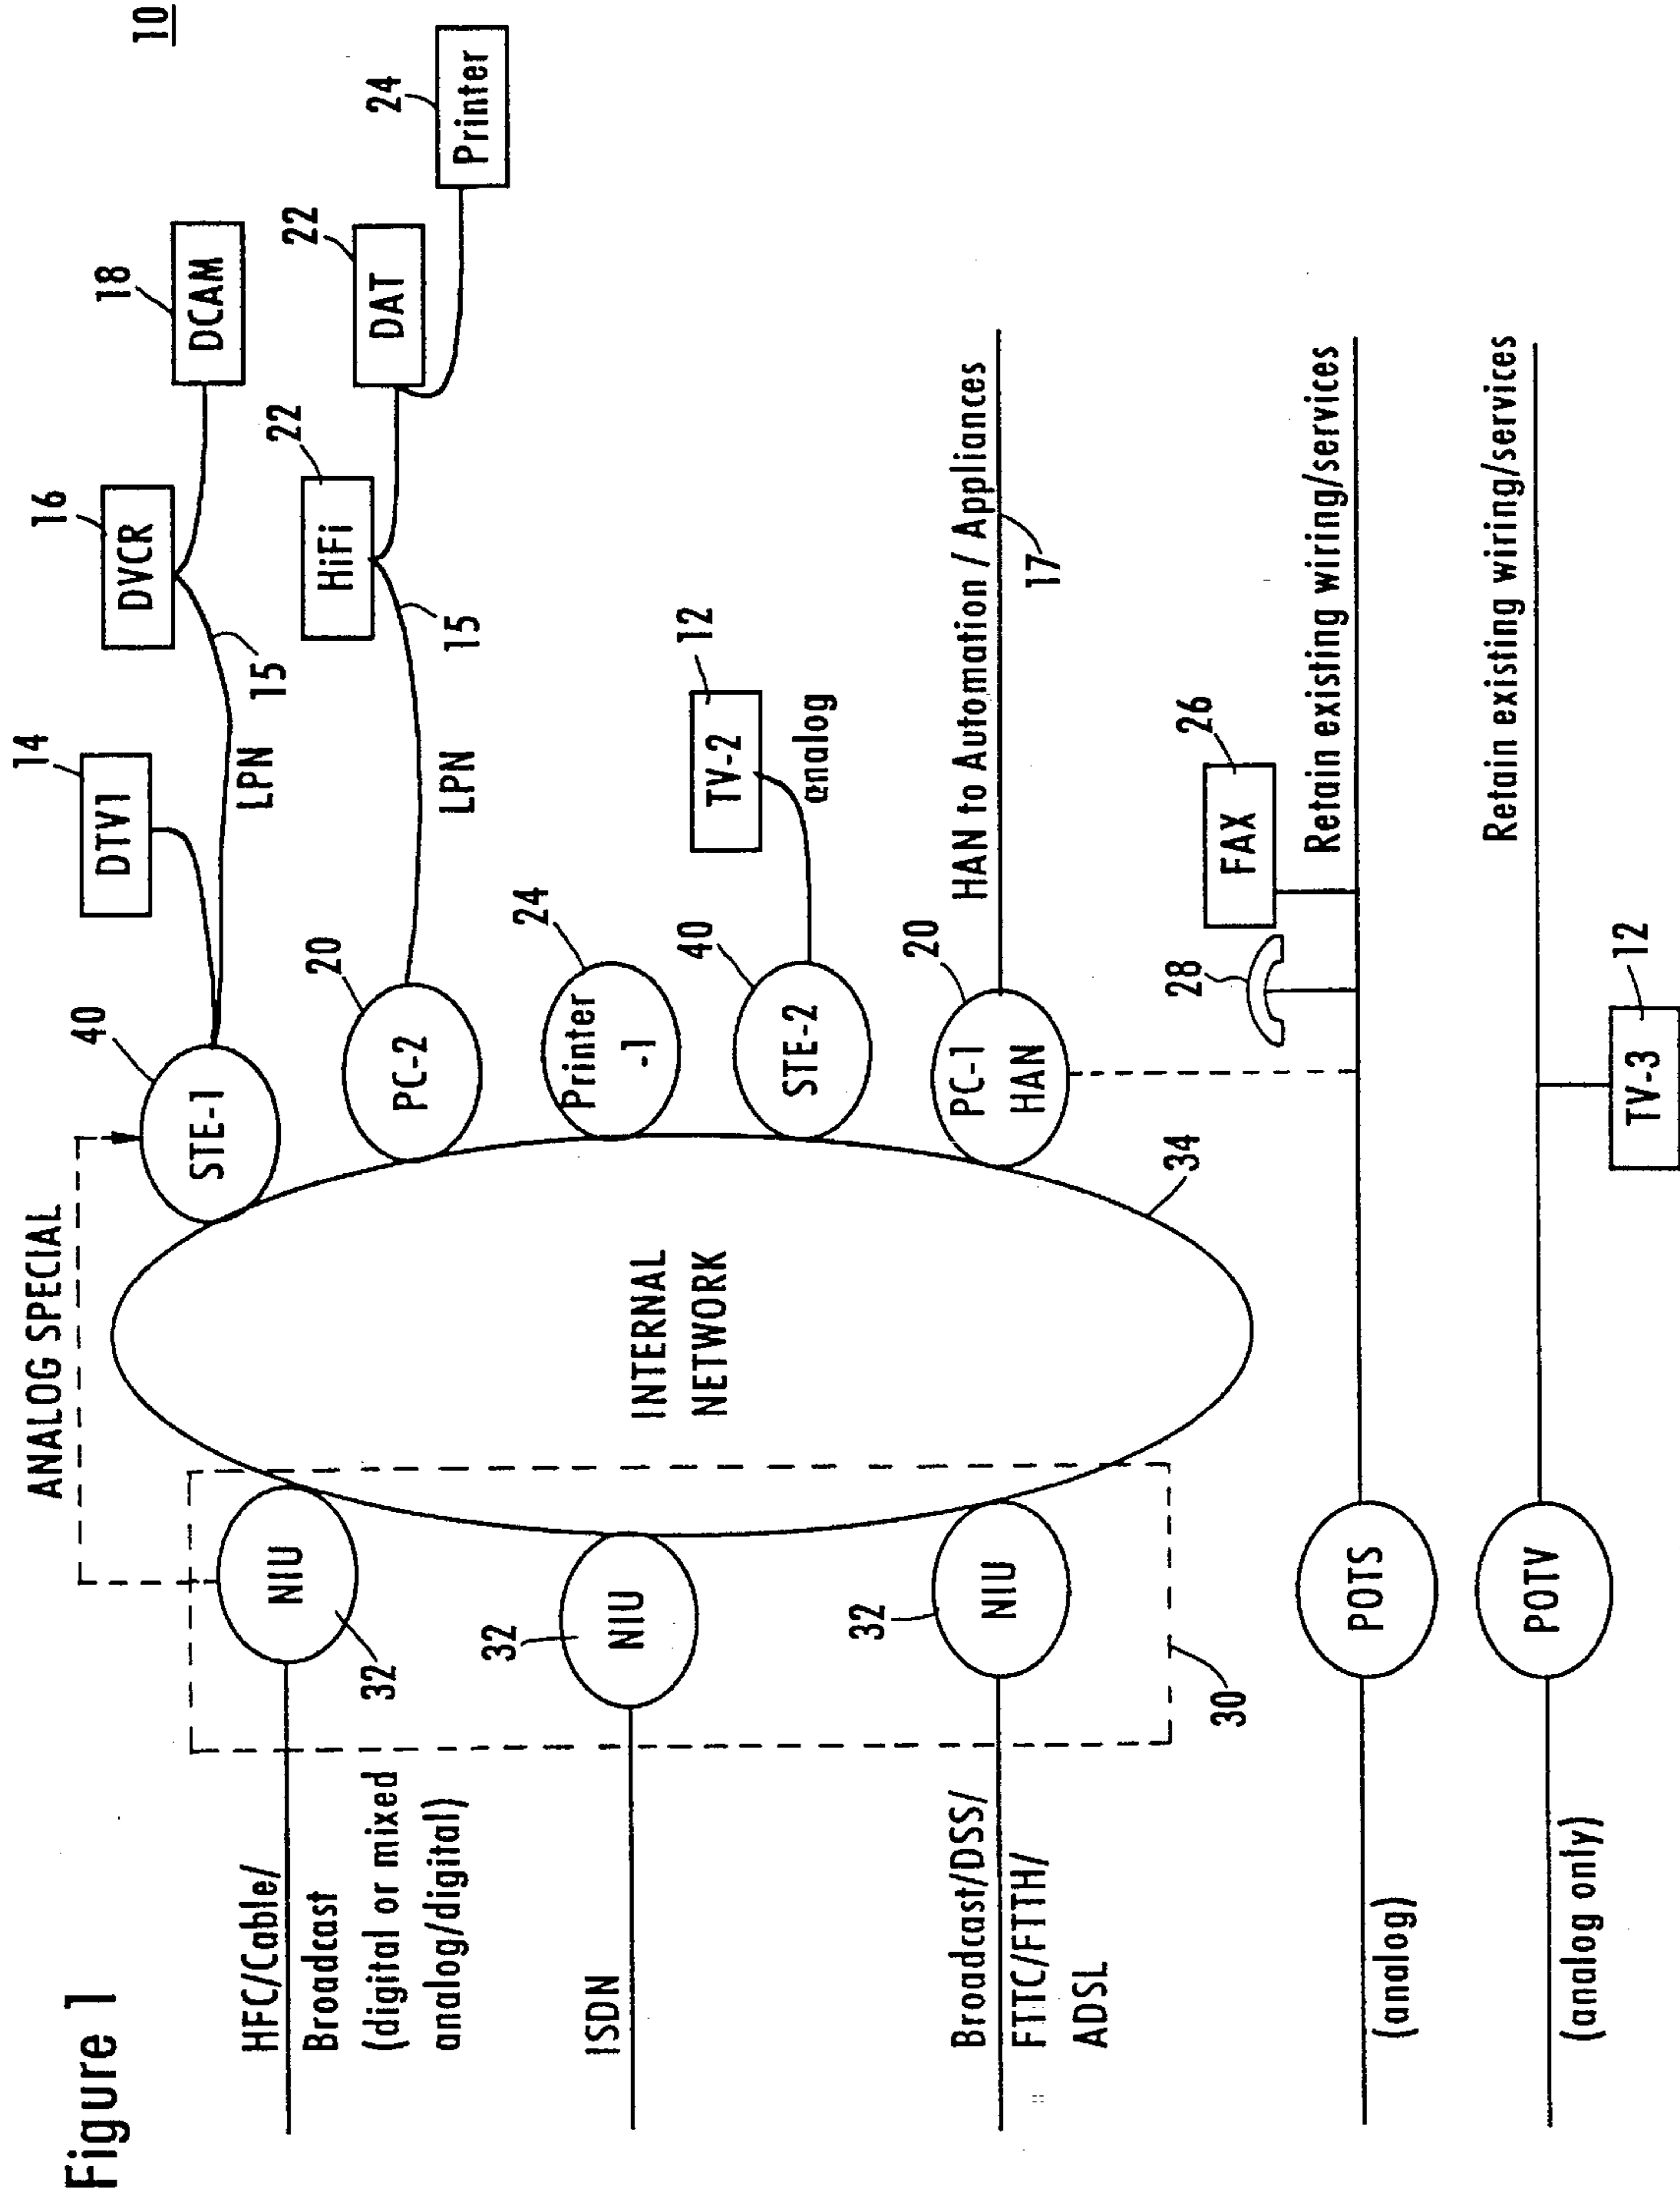 Figure 1
10
ANALOG SPECIAL
HFC/Cable/
Broadcast
(digital or mixed
analog/digital)
NIU
32
ISDN
32
NIU
Broadcast/DSS/
FTTC/FTTH/
ADSL
32
NIU
30
INTERNAL
NETWORK
34
40
STE-1
14
DTV1
LPN
15
16
DVCR
18
DCAM
20
PC-2
LPN
15
22
HiFi
22
DAT
24
Printer
24
Printer
-1
40
STE-2
12
TV-2
analog
20
PC-1
HAN
HAN to Automation / Appliances
17
(analog)
POTS
28
26
FAX
Retain existing wiring/services
(analog only)
POTV
Retain existing wiring/services
12
TV-3